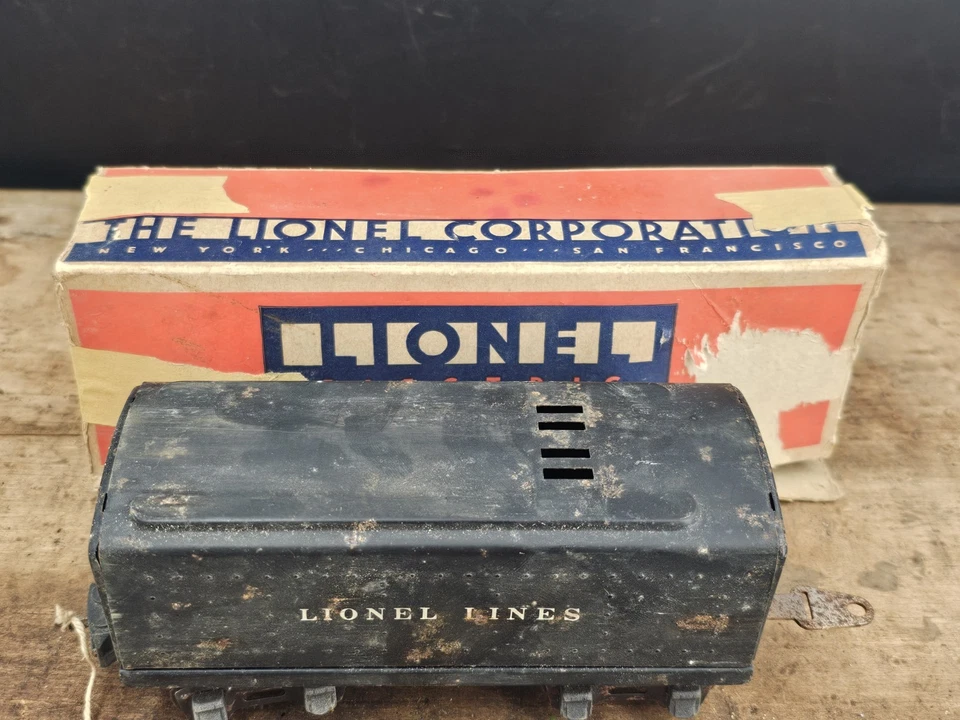 THE LIONEL CORPORATION
NEW YORK -- CHICAGO -- SAN FRANCISCO
LIONEL
LIONEL LINES